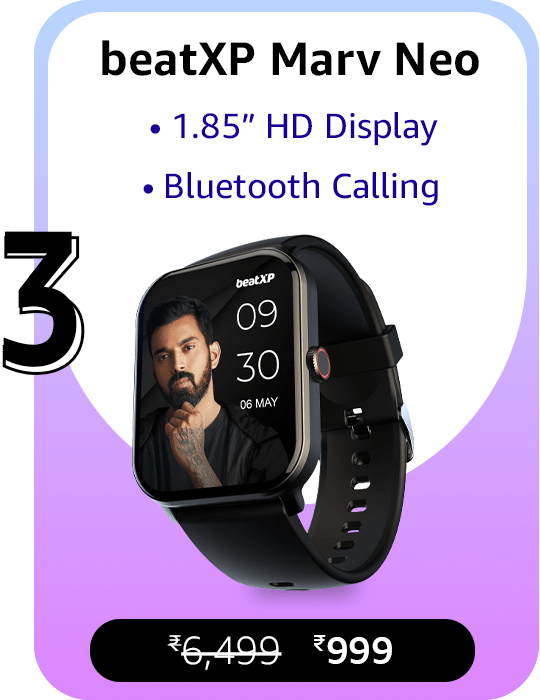 beatXP Marv Neo
• 1.85” HD Display
• Bluetooth Calling
3
beatXP
09
30
06 MAY
₹6,499 ₹999